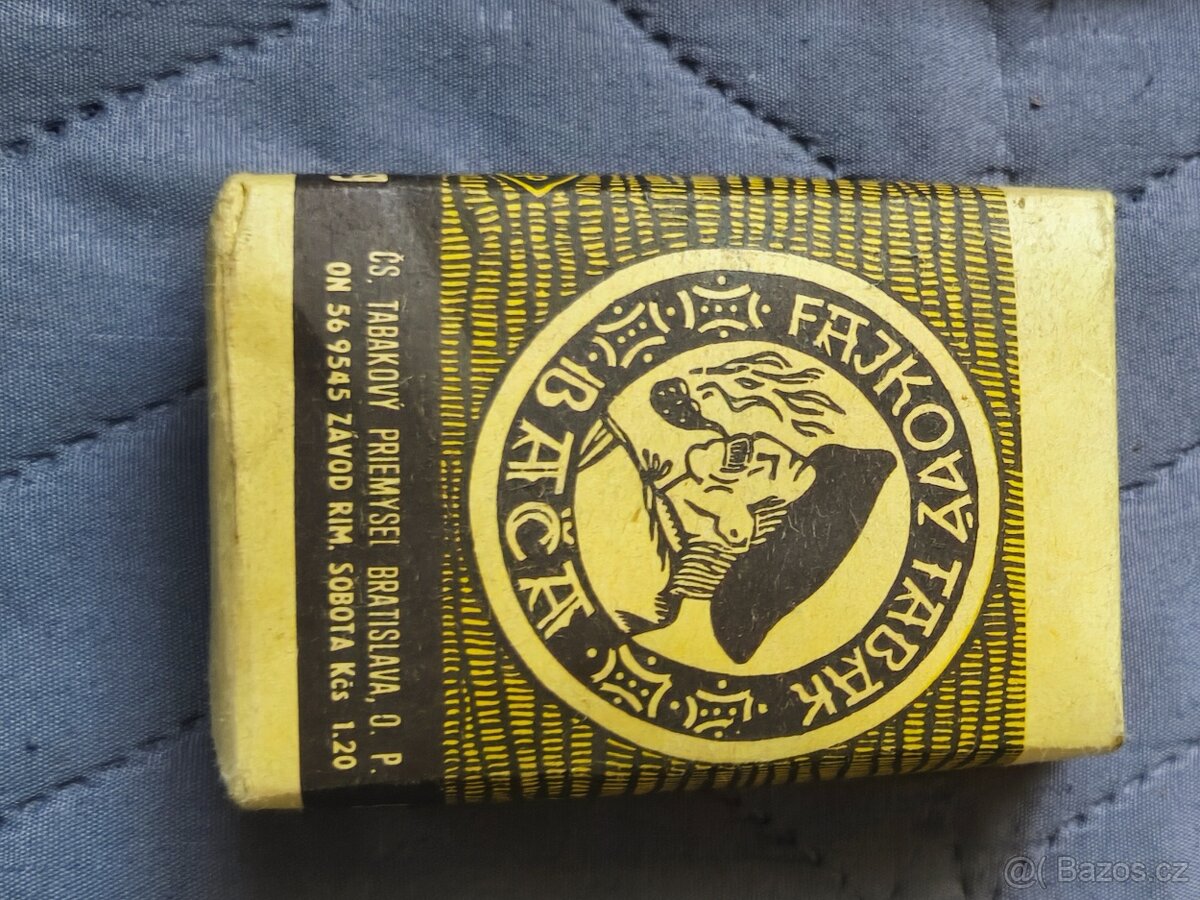 FAJKOVÝ TABAK
BAČA
ČS. TABAKOVÝ PRIEMYSEL BRATISLAVA, O. P.
ON 56 9545 ZÁVOD RIM. SOBOTA Kčs 1.20
@( Bazos.cz